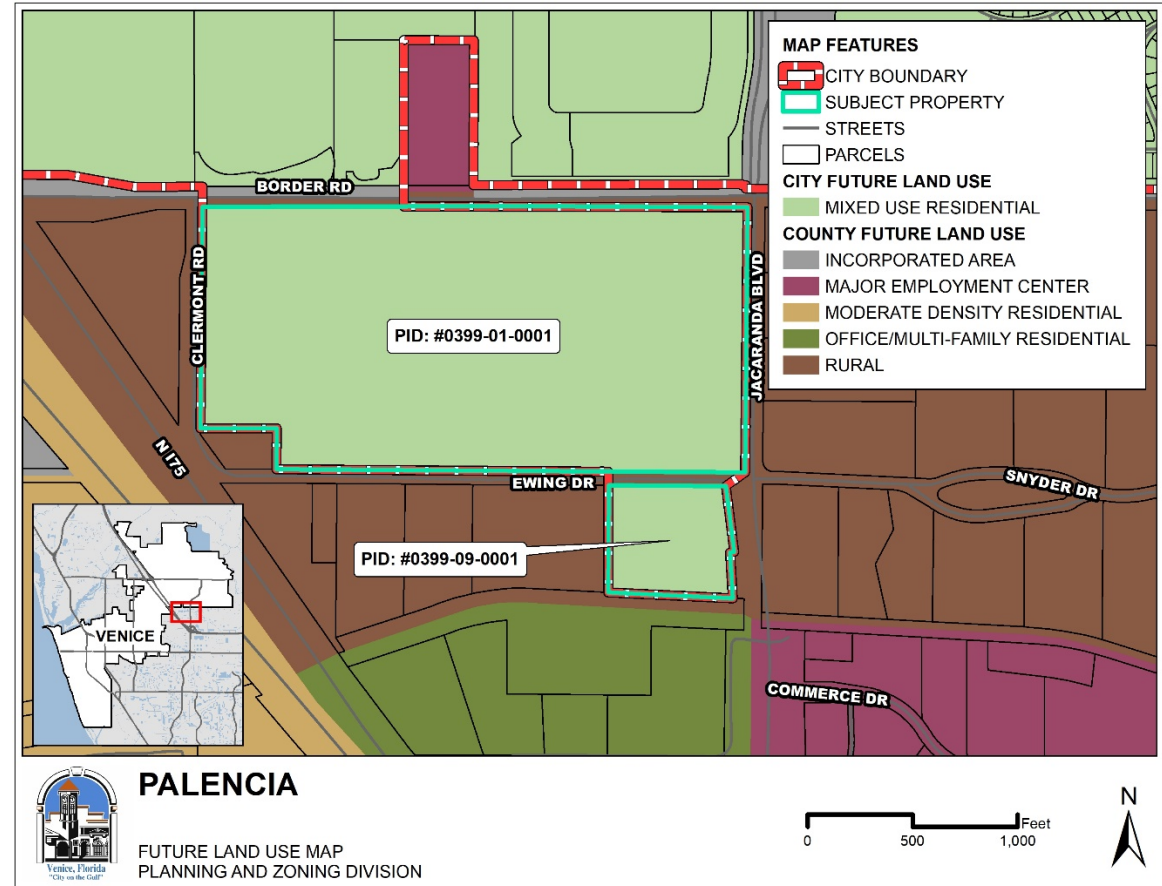 MAP FEATURES
CITY BOUNDARY
SUBJECT PROPERTY
STREETS
PARCELS
CITY FUTURE LAND USE
MIXED USE RESIDENTIAL
COUNTY FUTURE LAND USE
INCORPORATED AREA
MAJOR EMPLOYMENT CENTER
MODERATE DENSITY RESIDENTIAL
OFFICE/MULTI-FAMILY RESIDENTIAL
RURAL
BORDER RD
CLERMONT RD
JACARANDA BLVD
PID: #0399-01-0001
N I75
EWING DR
SNYDER DR
PID: #0399-09-0001
VENICE
COMMERCE DR
PALENCIA
FUTURE LAND USE MAP
PLANNING AND ZONING DIVISION
Venice, Florida
"City on the Gulf"
Feet
0 500 1,000
N